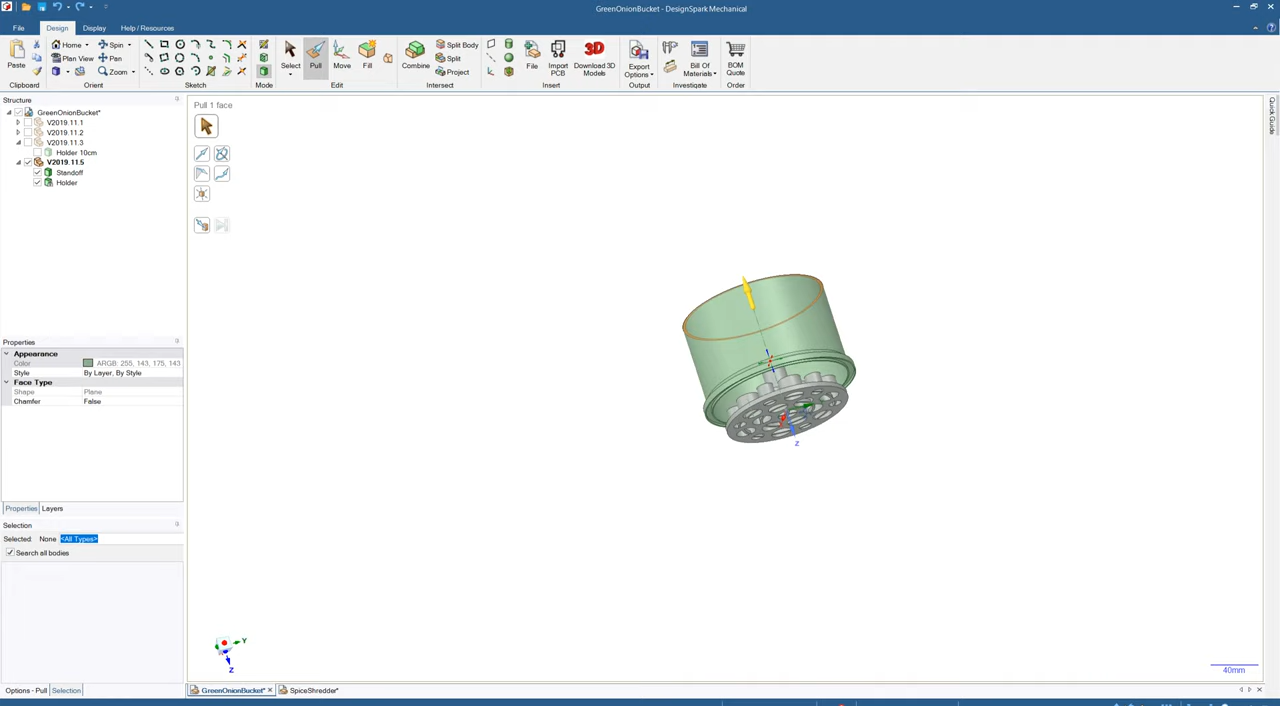 GreenOnionBucket* - DesignSpark Mechanical
File Design Display Help / Resources
Paste Home Spin Plan View Pan Zoom Select Pull Move Fill Combine Split Body Split Project File Import PCB Download 3D Models Export Options Bill Of Materials BOM Quote
Clipboard Orient Sketch Mode Edit Intersect Insert Output Investigate Order
Structure
GreenOnionBucket*
V2019.11.1
V2019.11.2
V2019.11.3
Holder 10cm
V2019.11.5
Standoff
Holder
Pull 1 face
Quick Guide
Properties
Appearance
Color ARGB: 255, 143, 175, 143
Style By Layer, By Style
Face Type
Shape Plane
Chamfer False
Properties Layers
Selection
Selected: None <All Types>
Search all bodies
Z
Y
Z
40mm
Options - Pull Selection GreenOnionBucket* SpiceShredder*